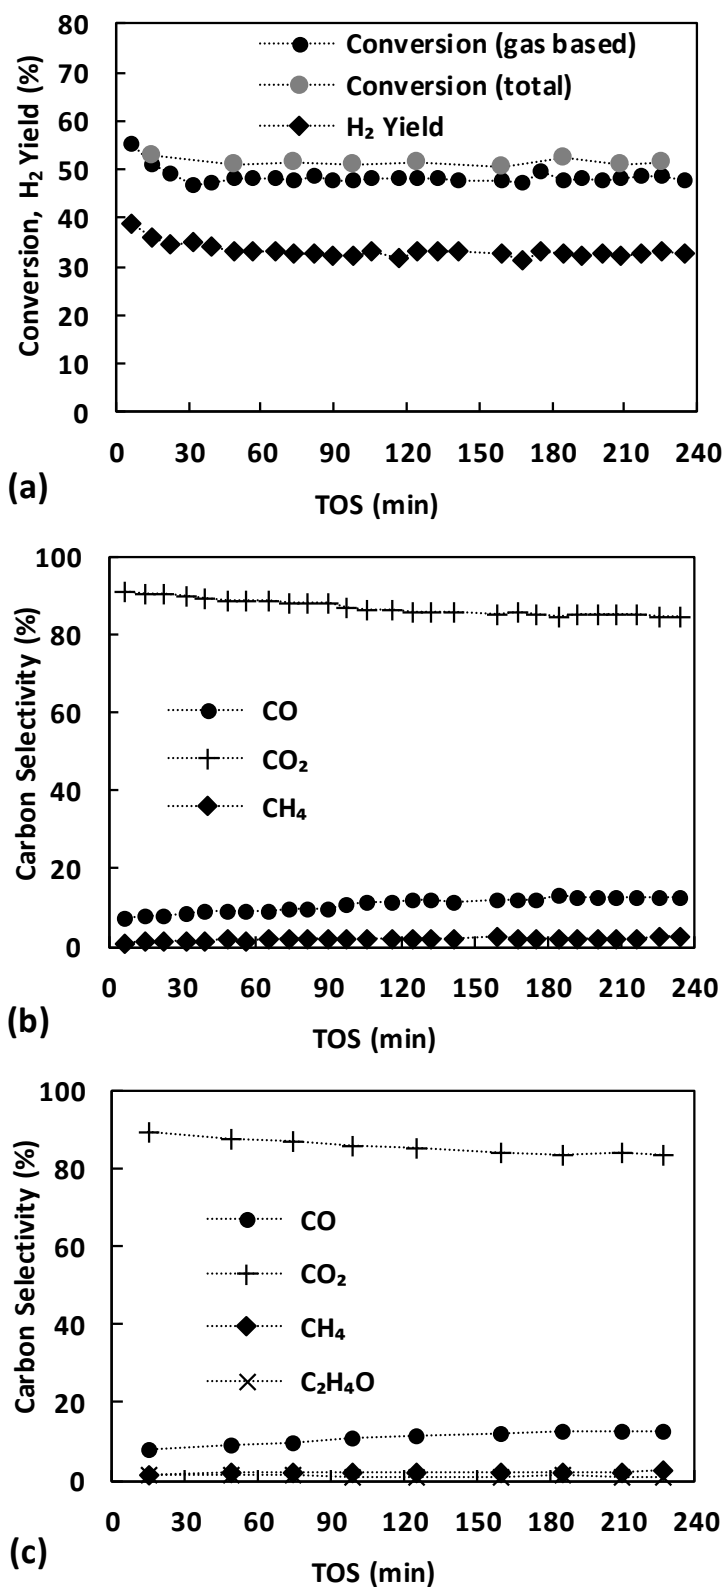 80
70
60
50
40
30
20
10
0
Conversion, H₂ Yield (%)
Conversion (gas based)
Conversion (total)
H₂ Yield
0 30 60 90 120 150 180 210 240
(a)
TOS (min)
100
80
60
40
20
0
Carbon Selectivity (%)
CO
CO₂
CH₄
0 30 60 90 120 150 180 210 240
(b)
TOS (min)
100
80
60
40
20
0
Carbon Selectivity (%)
CO
CO₂
CH₄
C₂H₄O
0 30 60 90 120 150 180 210 240
(c)
TOS (min)